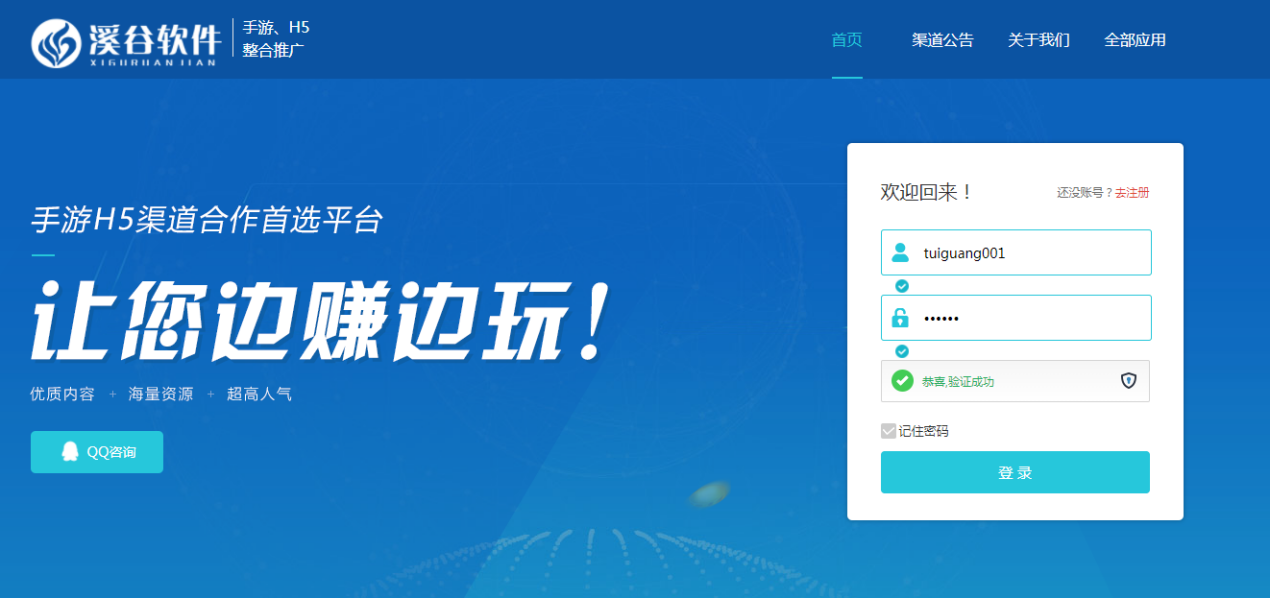 溪谷软件
XIGURUAN JIAN
手游、H5
整合推广
首页 渠道公告 关于我们 全部应用
手游H5渠道合作首选平台
让您边赚边玩!
优质内容 + 海量资源 + 超高人气
QQ咨询
欢迎回来！ 还没账号？去注册
tuiguang001
••••••
恭喜,验证成功
记住密码
登 录